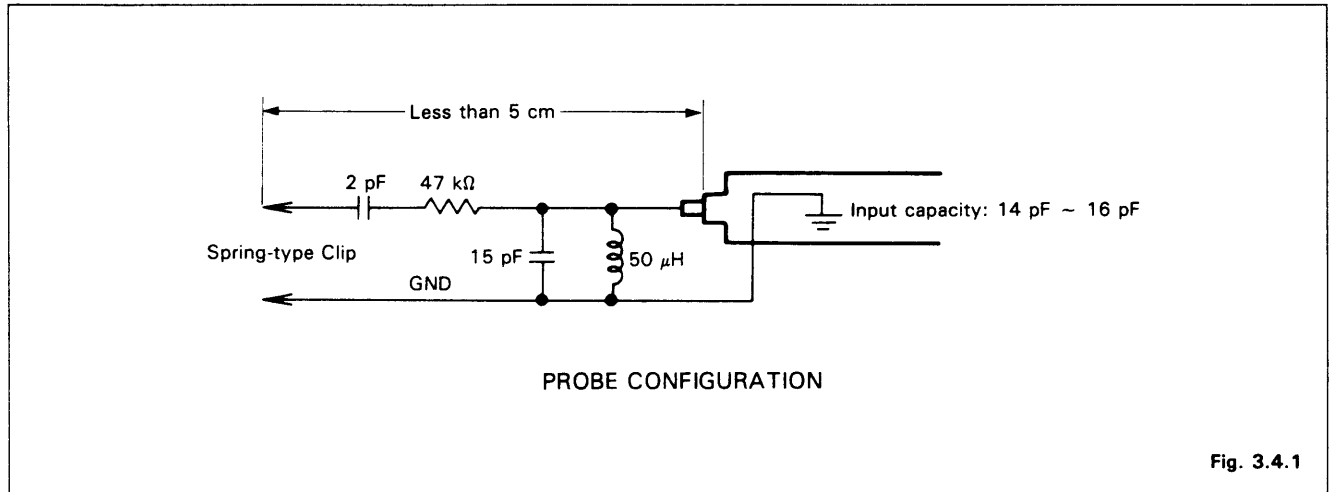 Less than 5 cm
2 pF
47 kΩ
Input capacity: 14 pF ~ 16 pF
Spring-type Clip
15 pF
50 μH
GND
PROBE CONFIGURATION
Fig. 3.4.1